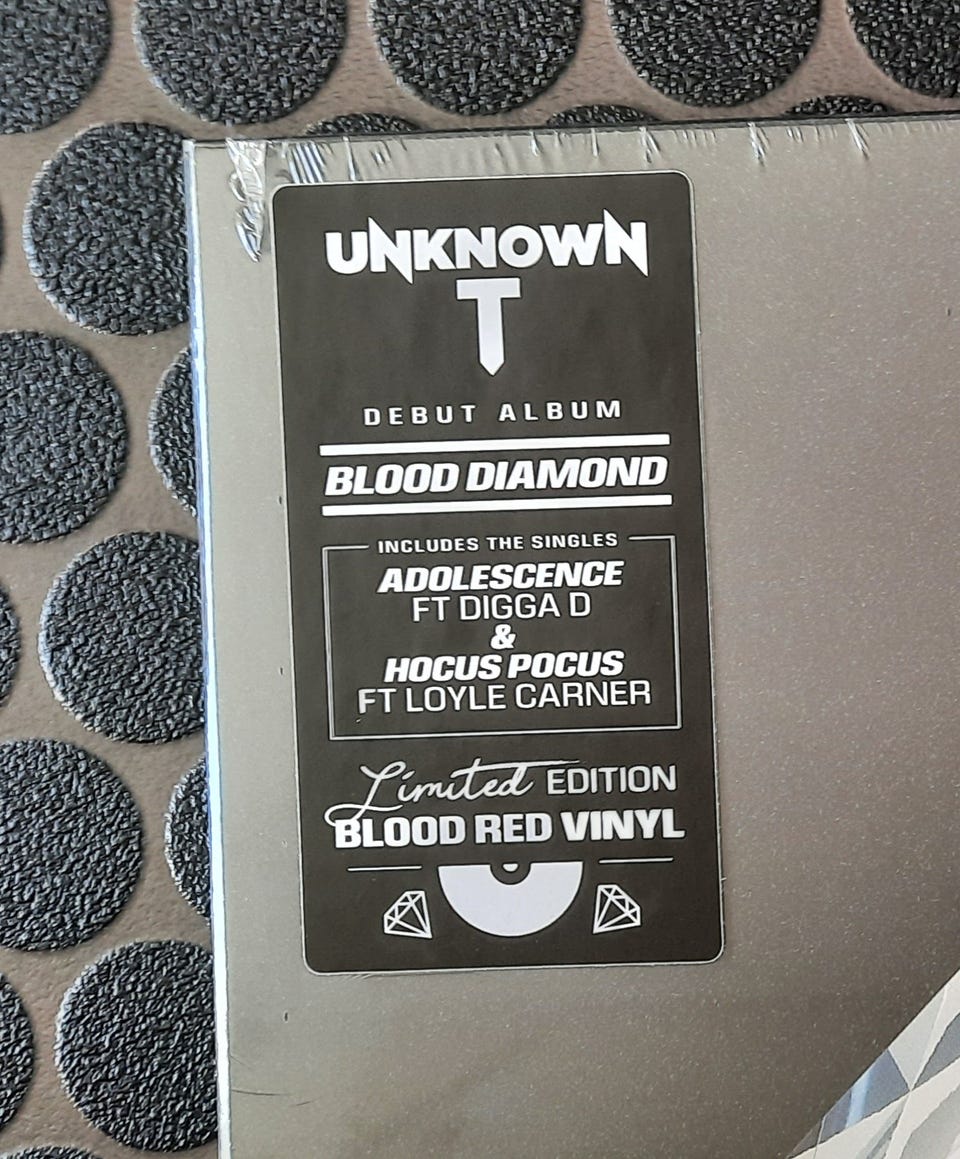 UNKNOWN
T
DEBUT ALBUM
BLOOD DIAMOND
INCLUDES THE SINGLES
ADOLESCENCE
FT DIGGA D
&
HOCUS POCUS
FT LOYLE CARNER
Limited EDITION
BLOOD RED VINYL